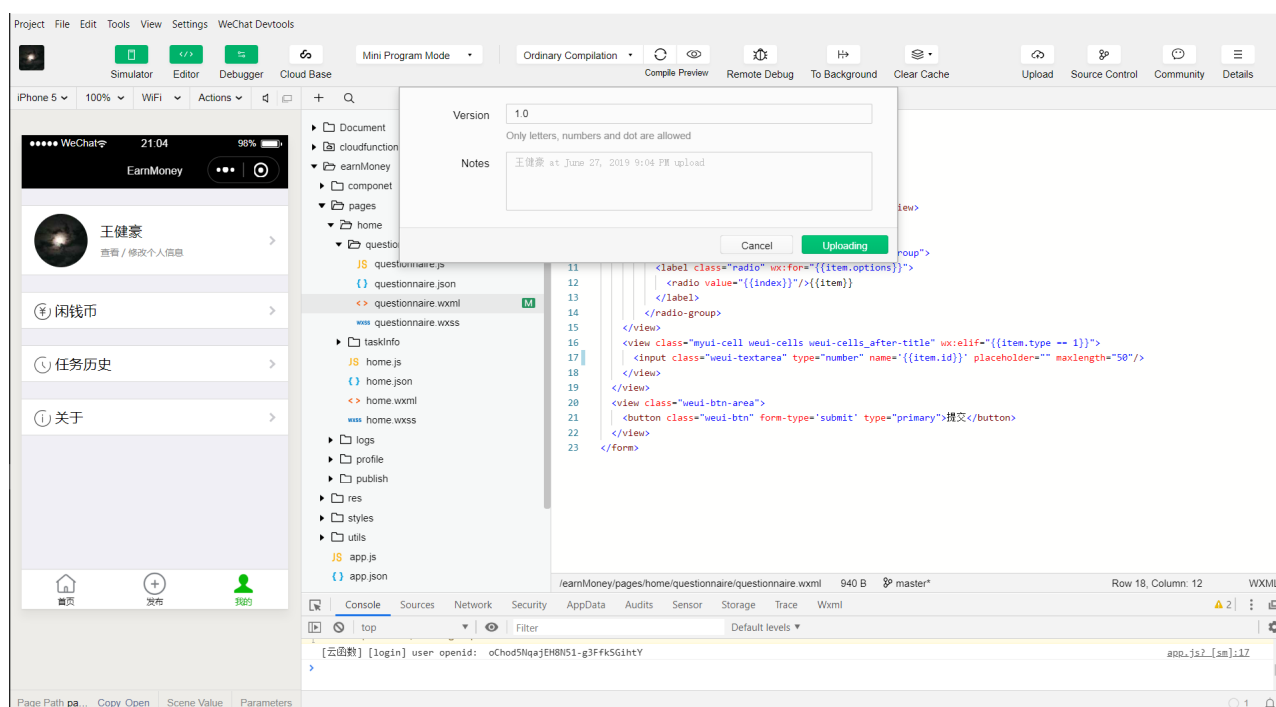 Project File Edit Tools View Settings WeChat Devtools
Simulator Editor Debugger Cloud Base
Mini Program Mode
Ordinary Compilation
Compile Preview Remote Debug To Background Clear Cache
Upload Source Control Community Details
iPhone 5 100% WiFi Actions
WeChat 21:04 98%
EarnMoney
王健豪
查看 / 修改个人信息
闲钱币
任务历史
关于
首页 发布 我的
Page Path pa... Copy Open Scene Value Parameters
Document
cloudfunction
earnMoney
componet
pages
home
questio
JS questionnaire.js
{ } questionnaire.json
< > questionnaire.wxml M
wxss questionnaire.wxss
taskInfo
JS home.js
{ } home.json
< > home.wxml
wxss home.wxss
logs
profile
publish
res
styles
utils
JS app.js
{ } app.json
Version 1.0
Only letters, numbers and dot are allowed
Notes 王健豪 at June 27, 2019 9:04 PM upload
Cancel Uploading
iew>
roup">
11 <label class="radio" wx:for="{{item.options}}">
12 <radio value="{{index}}"/>{{item}}
13 </label>
14 </radio-group>
15 </view>
16 <view class="myui-cell weui-cells weui-cells_after-title" wx:elif="{{item.type == 1}}">
17 <input class="weui-textarea" type="number" name='{{item.id}}' placeholder="" maxlength="50"/>
18 </view>
19 </view>
20 <view class="weui-btn-area">
21 <button class="weui-btn" form-type='submit' type="primary">提交</button>
22 </view>
23 </form>
/earnMoney/pages/home/questionnaire/questionnaire.wxml 940 B master* Row 18, Column: 12 WXML
Console Sources Network Security AppData Audits Sensor Storage Trace Wxml 2
top Filter Default levels
[云函数] [login] user openid: oChod5NqajEH8N51-g3FfkSGihtY app.js? [sm]:17
>
1